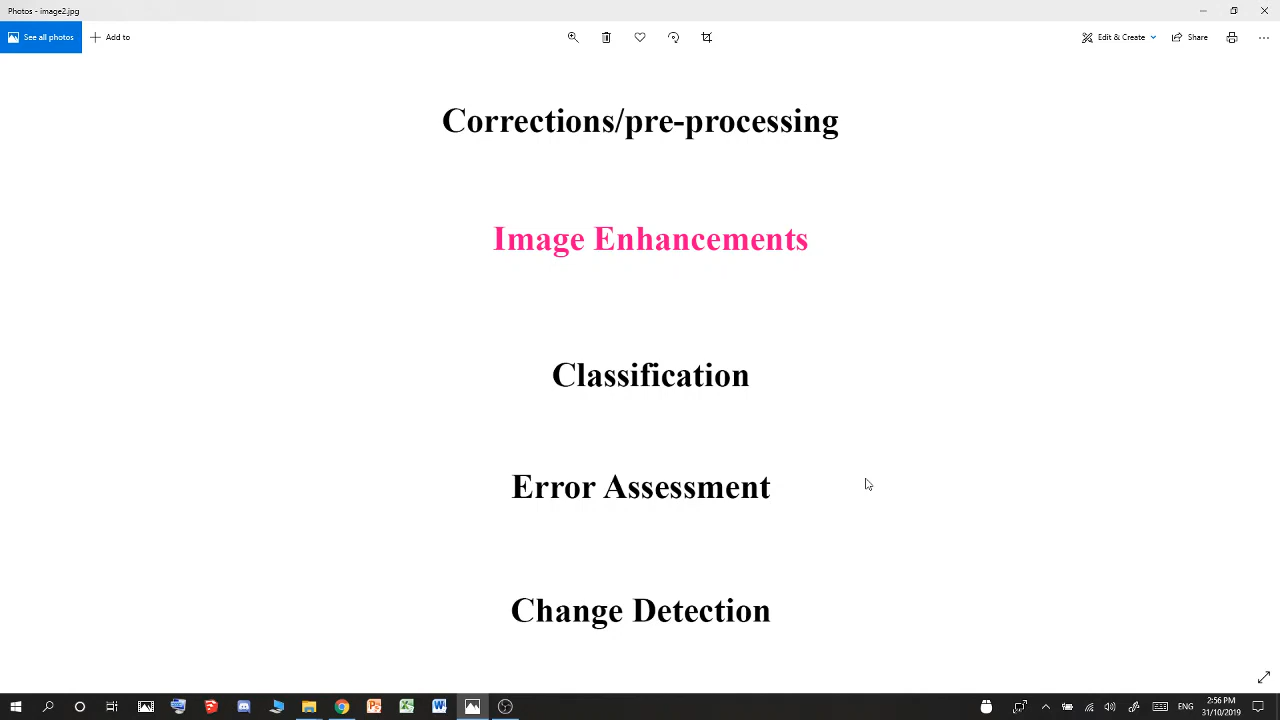 Photos - image2.jpg
See all photos
Add to
Edit & Create
Share
Corrections/pre-processing
Image Enhancements
Classification
Error Assessment
Change Detection
ENG
2:56 PM
31/10/2019